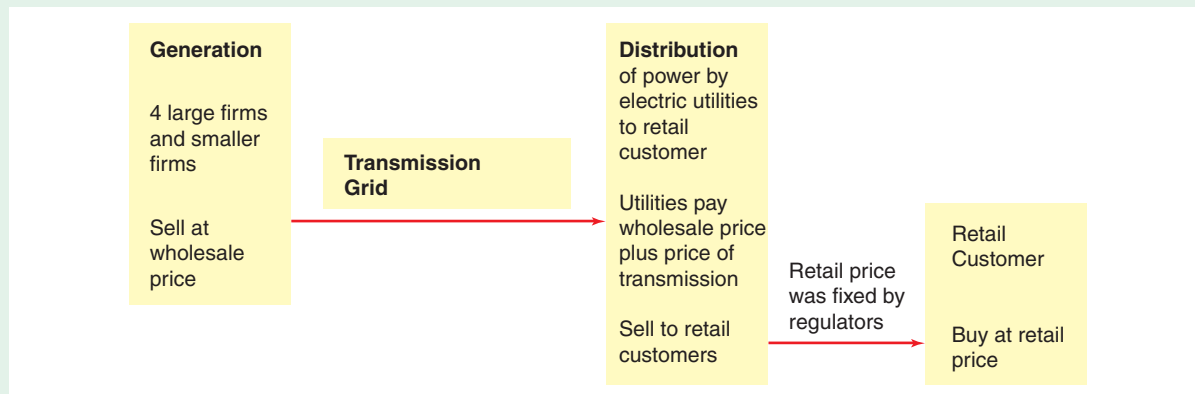 Generation
4 large firms
and smaller
firms
Sell at
wholesale
price
Transmission
Grid
Distribution
of power by
electric utilities
to retail
customer
Utilities pay
wholesale price
plus price of
transmission
Sell to retail
customers
Retail price
was fixed by
regulators
Retail
Customer
Buy at retail
price